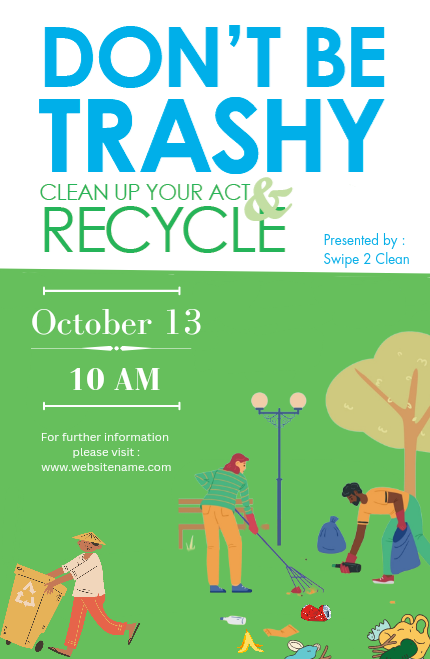 DON'T BE
TRASHY
CLEAN UP YOUR ACT &
RECYCLE
Presented by :
Swipe 2 Clean
October 13
10 AM
For further information
please visit :
www.websitename.com